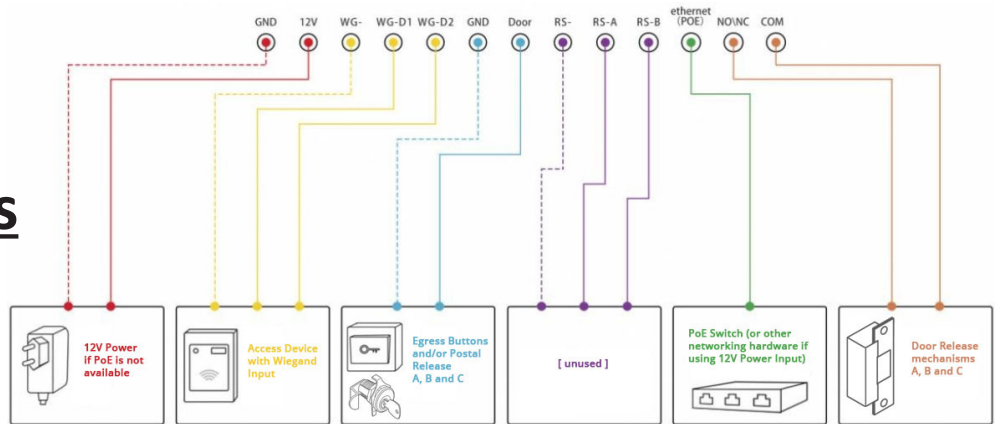 ethernet
GND 12V WG- WG-D1 WG-D2 GND Door RS- RS-A RS-B (POE) NO\NC COM
s
12V Power
if PoE is not
available
Access Device
with Wiegand
Input
Egress Buttons
and/or Postal
Release
A, B and C
[ unused ]
PoE Switch (or other
networking hardware if
using 12V Power Input)
Door Release
mechanisms
A, B and C